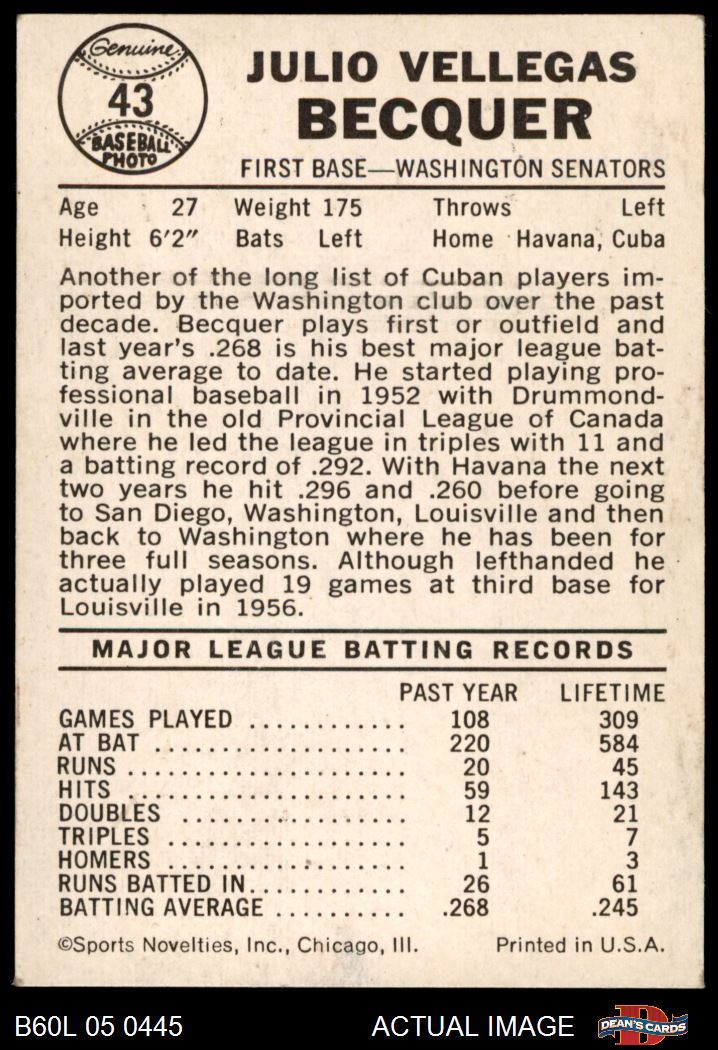 Genuine
43
BASEBALL
PHOTO
JULIO VELLEGAS
BECQUER
FIRST BASE—WASHINGTON SENATORS
Age 27 Weight 175 Throws Left
Height 6'2" Bats Left Home Havana, Cuba
Another of the long list of Cuban players im-
ported by the Washington club over the past
decade. Becquer plays first or outfield and
last year's .268 is his best major league bat-
ting average to date. He started playing pro-
fessional baseball in 1952 with Drummond-
ville in the old Provincial League of Canada
where he led the league in triples with 11 and
a batting record of .292. With Havana the next
two years he hit .296 and .260 before going
to San Diego, Washington, Louisville and then
back to Washington where he has been for
three full seasons. Although lefthanded he
actually played 19 games at third base for
Louisville in 1956.
MAJOR LEAGUE BATTING RECORDS
PAST YEAR LIFETIME
GAMES PLAYED ............ 108 309
AT BAT ................... 220 584
RUNS ..................... 20 45
HITS ..................... 59 143
DOUBLES ................. 12 21
TRIPLES .................. 5 7
HOMERS .................. 1 3
RUNS BATTED IN............ 26 61
BATTING AVERAGE .......... .268 .245
©Sports Novelties, Inc., Chicago, Ill. Printed in U.S.A.
B60L 05 0445 ACTUAL IMAGE DEAN'S CARDS